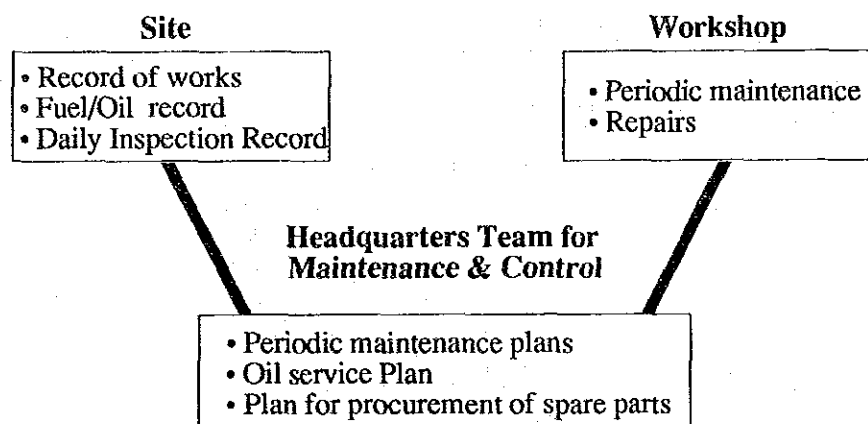 Site
• Record of works
• Fuel/Oil record
• Daily Inspection Record
Workshop
• Periodic maintenance
• Repairs
Headquarters Team for
Maintenance & Control
• Periodic maintenance plans
• Oil service Plan
• Plan for procurement of spare parts